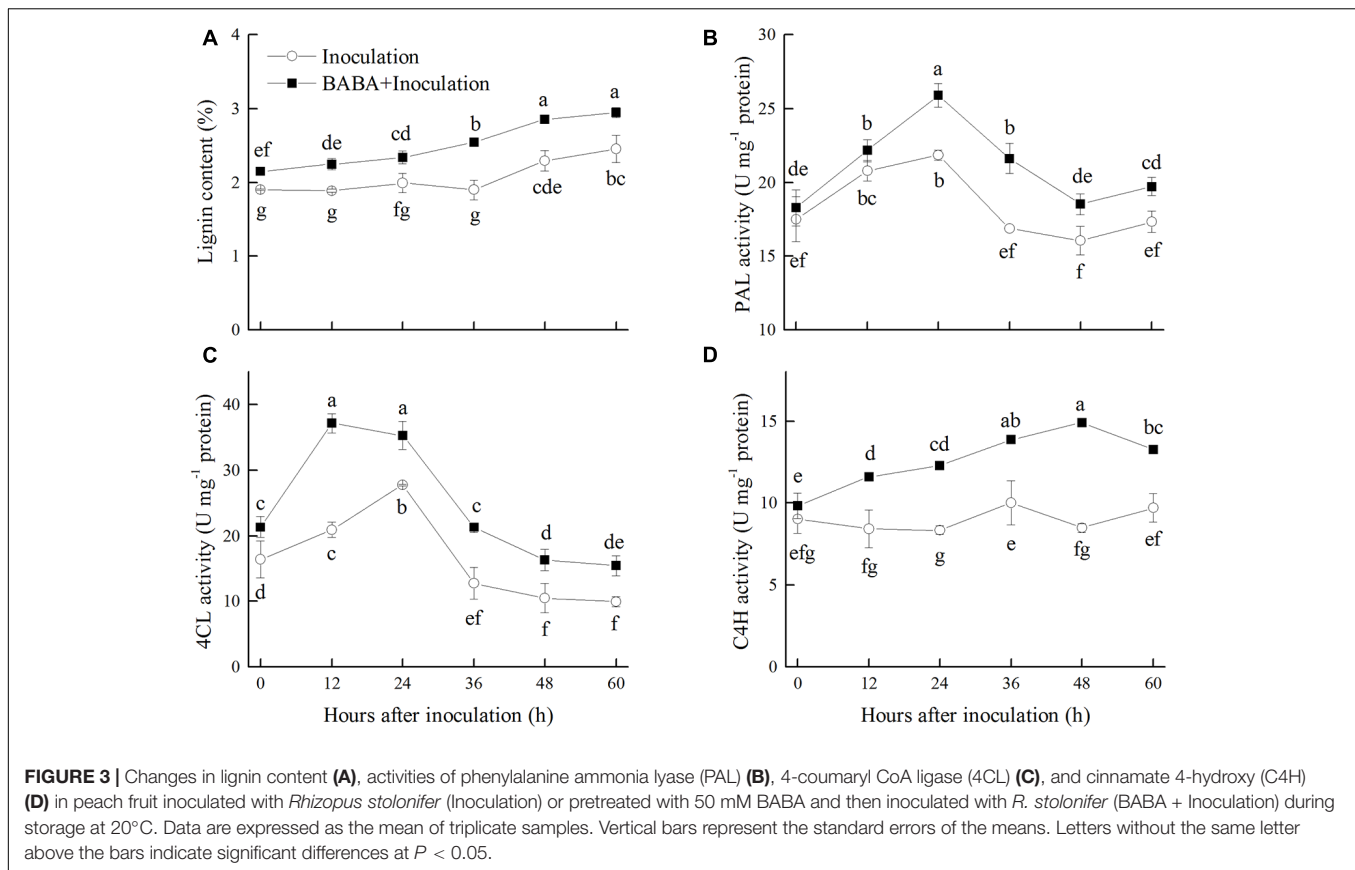 A
Inoculation
BABA+Inoculation
Lignin content (%)
4
3
2
1
0
ef
de
cd
b
a
a
g
g
fg
g
cde
bc
B
PAL activity (U mg-1 protein)
30
25
20
15
10
de
b
a
b
de
cd
ef
bc
b
ef
f
ef
C
4CL activity (U mg-1 protein)
40
30
20
10
0
c
a
a
c
d
de
d
c
b
ef
f
f
0 12 24 36 48 60
Hours after inoculation (h)
D
C4H activity (U mg-1 protein)
15
10
5
0
e
d
cd
ab
a
bc
efg
fg
g
e
fg
ef
0 12 24 36 48 60
Hours after inoculation (h)
FIGURE 3 | Changes in lignin content (A), activities of phenylalanine ammonia lyase (PAL) (B), 4-coumaryl CoA ligase (4CL) (C), and cinnamate 4-hydroxy (C4H)
(D) in peach fruit inoculated with Rhizopus stolonifer (Inoculation) or pretreated with 50 mM BABA and then inoculated with R. stolonifer (BABA + Inoculation) during
storage at 20°C. Data are expressed as the mean of triplicate samples. Vertical bars represent the standard errors of the means. Letters without the same letter
above the bars indicate significant differences at P < 0.05.